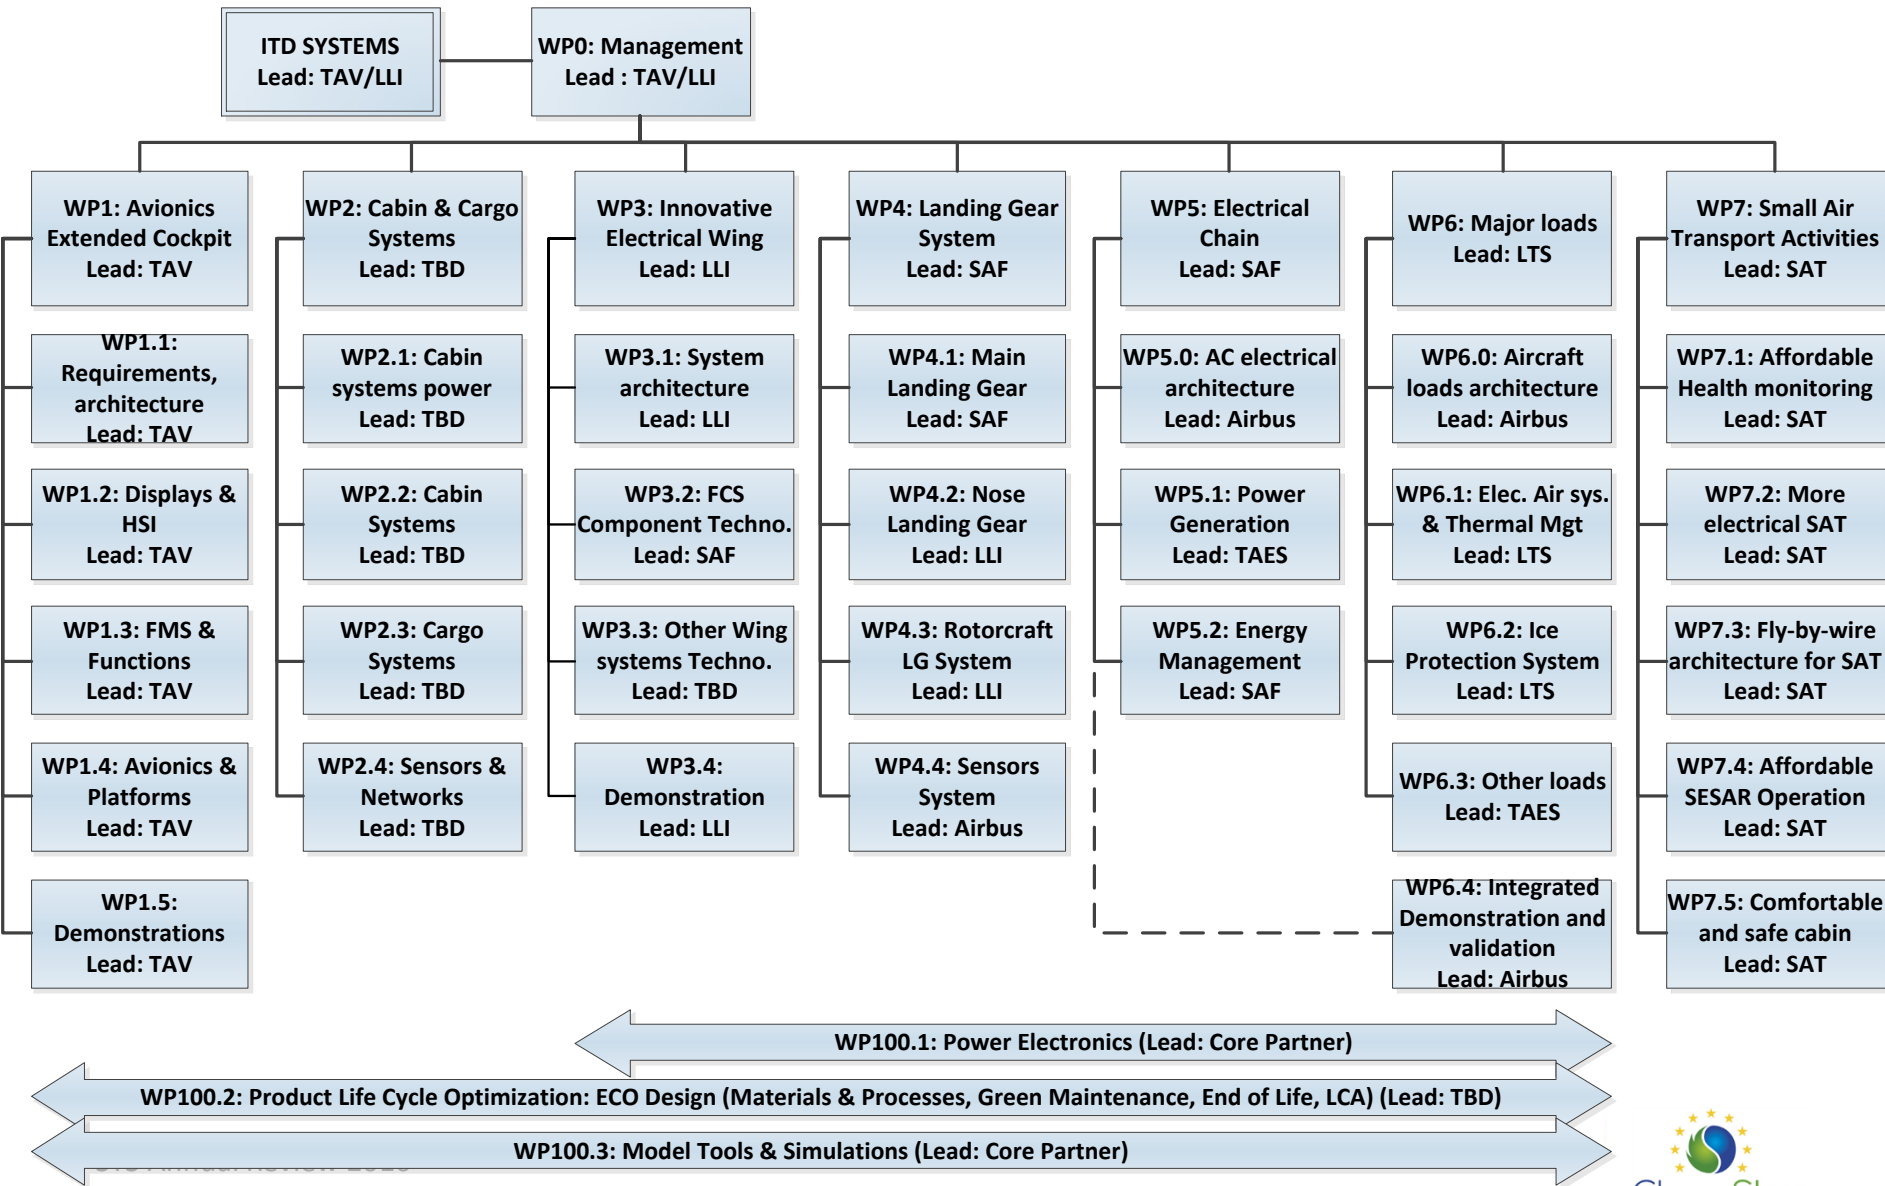 ITD SYSTEMS
Lead: TAV/LLI
WP0: Management
Lead : TAV/LLI
WP1: Avionics
Extended Cockpit
Lead: TAV
WP2: Cabin & Cargo
Systems
Lead: TBD
WP3: Innovative
Electrical Wing
Lead: LLI
WP4: Landing Gear
System
Lead: SAF
WP5: Electrical
Chain
Lead: SAF
WP6: Major loads
Lead: LTS
WP7: Small Air
Transport Activities
Lead: SAT
WP1.1:
Requirements,
architecture
Lead: TAV
WP2.1: Cabin
systems power
Lead: TBD
WP3.1: System
architecture
Lead: LLI
WP4.1: Main
Landing Gear
Lead: SAF
WP5.0: AC electrical
architecture
Lead: Airbus
WP6.0: Aircraft
loads architecture
Lead: Airbus
WP7.1: Affordable
Health monitoring
Lead: SAT
WP1.2: Displays &
HSI
Lead: TAV
WP2.2: Cabin
Systems
Lead: TBD
WP3.2: FCS
Component Techno.
Lead: SAF
WP4.2: Nose
Landing Gear
Lead: LLI
WP5.1: Power
Generation
Lead: TAES
WP6.1: Elec. Air sys.
& Thermal Mgt
Lead: LTS
WP7.2: More
electrical SAT
Lead: SAT
WP1.3: FMS &
Functions
Lead: TAV
WP2.3: Cargo
Systems
Lead: TBD
WP3.3: Other Wing
systems Techno.
Lead: TBD
WP4.3: Rotorcraft
LG System
Lead: LLI
WP5.2: Energy
Management
Lead: SAF
WP6.2: Ice
Protection System
Lead: LTS
WP7.3: Fly-by-wire
architecture for SAT
Lead: SAT
WP1.4: Avionics &
Platforms
Lead: TAV
WP2.4: Sensors &
Networks
Lead: TBD
WP3.4:
Demonstration
Lead: LLI
WP4.4: Sensors
System
Lead: Airbus
WP6.3: Other loads
Lead: TAES
WP7.4: Affordable
SESAR Operation
Lead: SAT
WP1.5:
Demonstrations
Lead: TAV
WP6.4: Integrated
Demonstration and
validation
Lead: Airbus
WP7.5: Comfortable
and safe cabin
Lead: SAT
WP100.1: Power Electronics (Lead: Core Partner)
WP100.2: Product Life Cycle Optimization: ECO Design (Materials & Processes, Green Maintenance, End of Life, LCA) (Lead: TBD)
WP100.3: Model Tools & Simulations (Lead: Core Partner)
Annual Review